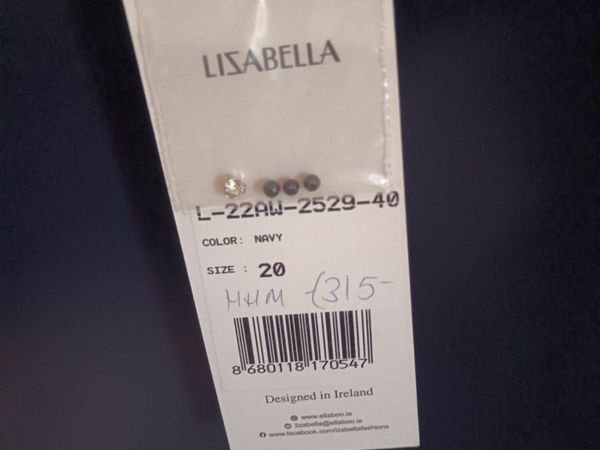 LIZABELLA
L-22AW-2529-40
COLOR: NAVY
SIZE : 20
MHM £315-
8 680118 170547
Designed in Ireland
www.ellaboo.ie
lizabella@ellaboo.ie
www.facebook.com/lizabellafashions